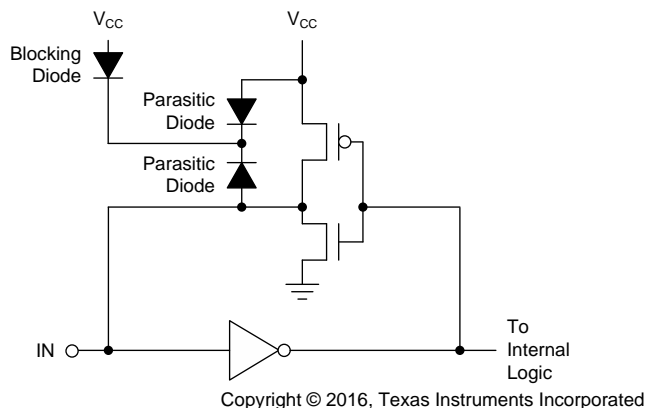 VCC
VCC
Blocking
Diode
Parasitic
Diode
Parasitic
Diode
IN
To
Internal
Logic
Copyright © 2016, Texas Instruments Incorporated